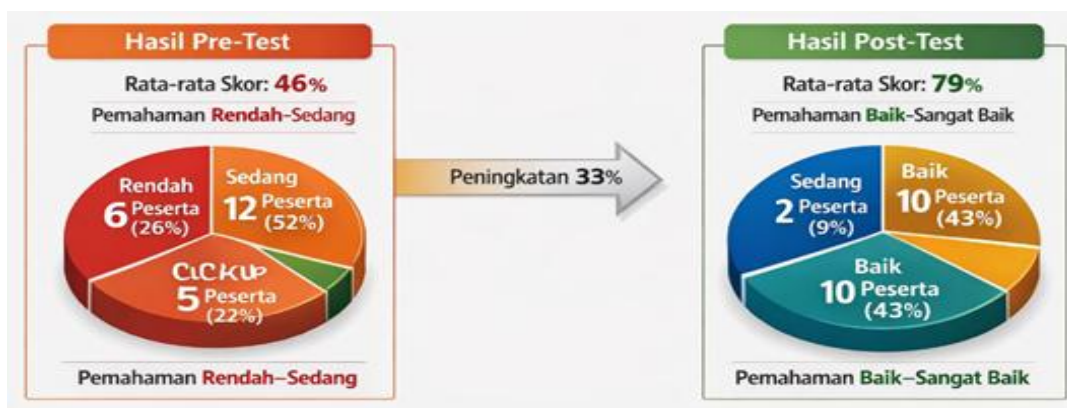 Hasil Pre-Test
Rata-rata Skor: 46%
Pemahaman Rendah-Sedang
Rendah
6 Peserta
(26%)
Sedang
12 Peserta
(52%)
CLCKUP
5 Peserta
(22%)
Pemahaman Rendah–Sedang
Peningkatan 33%
Hasil Post-Test
Rata-rata Skor: 79%
Pemahaman Baik-Sangat Baik
Sedang
2 Peserta
(9%)
Baik
10 Peserta
(43%)
Baik
10 Peserta
(43%)
Pemahaman Baik–Sangat Baik